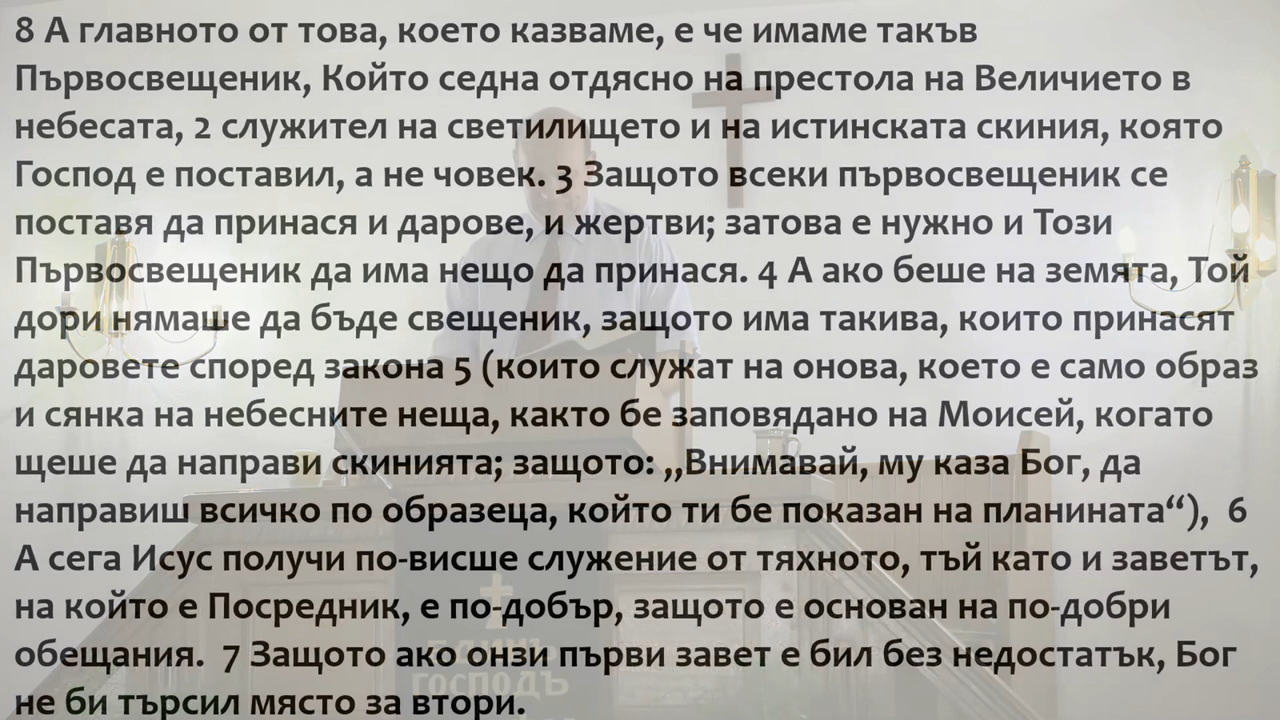 8 А главното от това, което казваме, е че имаме такъв
Първосвещеник, Който седна отдясно на престола на Величието в
небесата, 2 служител на светилището и на истинската скиния, която
Господ е поставил, а не човек. 3 Защото всеки първосвещеник се
поставя да принася и дарове, и жертви; затова е нужно и Този
Първосвещеник да има нещо да принася. 4 А ако беше на земята, Той
дори нямаше да бъде свещеник, защото има такива, които принасят
даровете според закона 5 (които служат на онова, което е само образ
и сянка на небесните неща, както бе заповядано на Моисей, когато
щеше да направи скинията; защото: „Внимавай, му каза Бог, да
направиш всичко по образеца, който ти бе показан на планината“), 6
А сега Исус получи по-висше служение от тяхното, тъй като и заветът,
на който е Посредник, е по-добър, защото е основан на по-добри
обещания. 7 Защото ако онзи първи завет е бил без недостатък, Бог
не би търсил място за втори.
ГОСПОДЪ